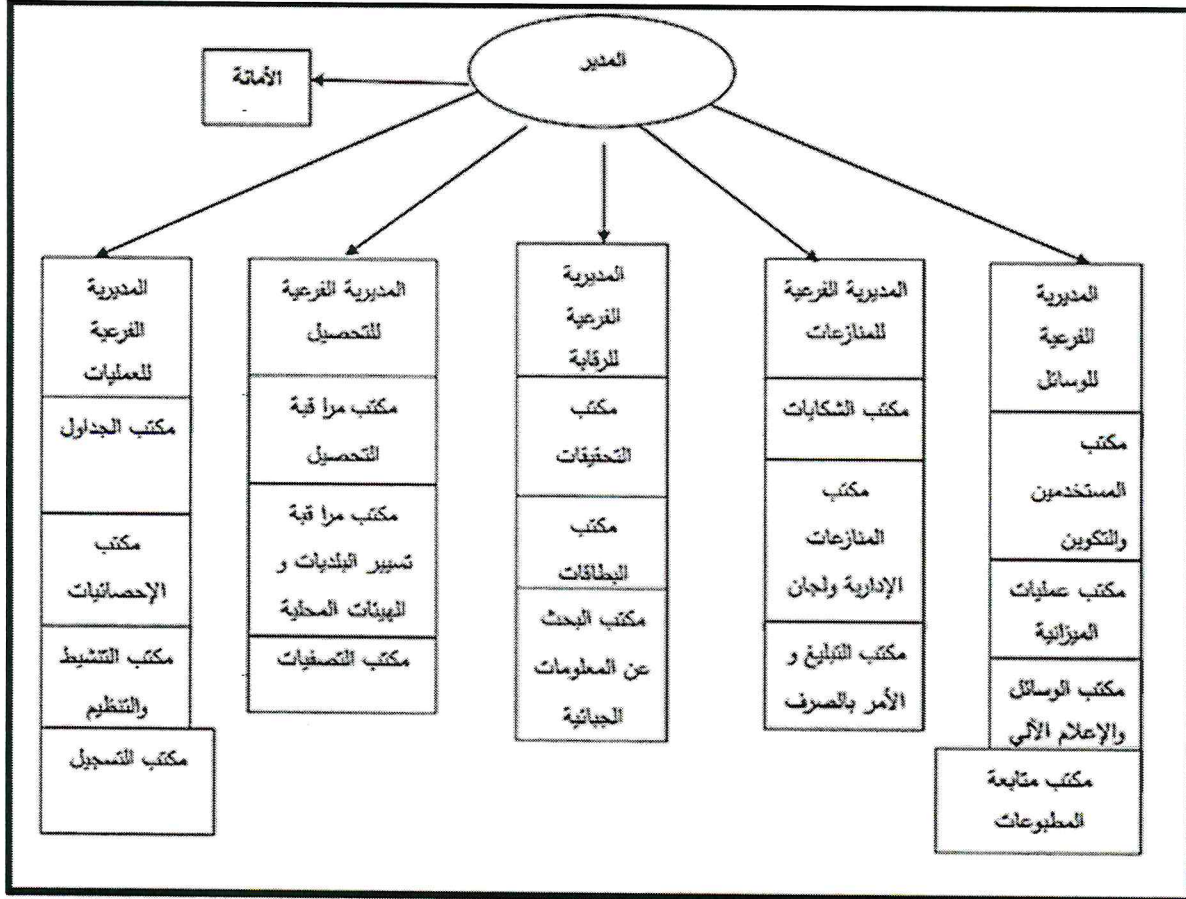 المدير
الأمانة
المديرية
الفرعية
للوسائل
مكتب
المستخدمين
والتكوين
مكتب عمليات
الميزانية
مكتب الوسائل
والإعلام الآلي
مكتب متابعة
المطبوعات
المديرية الفرعية
للمنازعات
مكتب الشكايات
مكتب
المنازعات
الإدارية ولجان
مكتب التبليغ و
الأمر بالصرف
المديرية
الفرعية
للرقابة
مكتب
التحقيقات
مكتب
البطاقات
مكتب البحث
عن المعلومات
الجبائية
المديرية الفرعية
للتحصيل
مكتب مرا قبة
التحصيل
مكتب مرا قبة
تسيير البلديات و
الهيئات المحلية
مكتب التصفيات
المديرية
الفرعية
للعمليات
مكتب الجداول
مكتب
الإحصائيات
مكتب التنشيط
والتنظيم
مكتب التسجيل